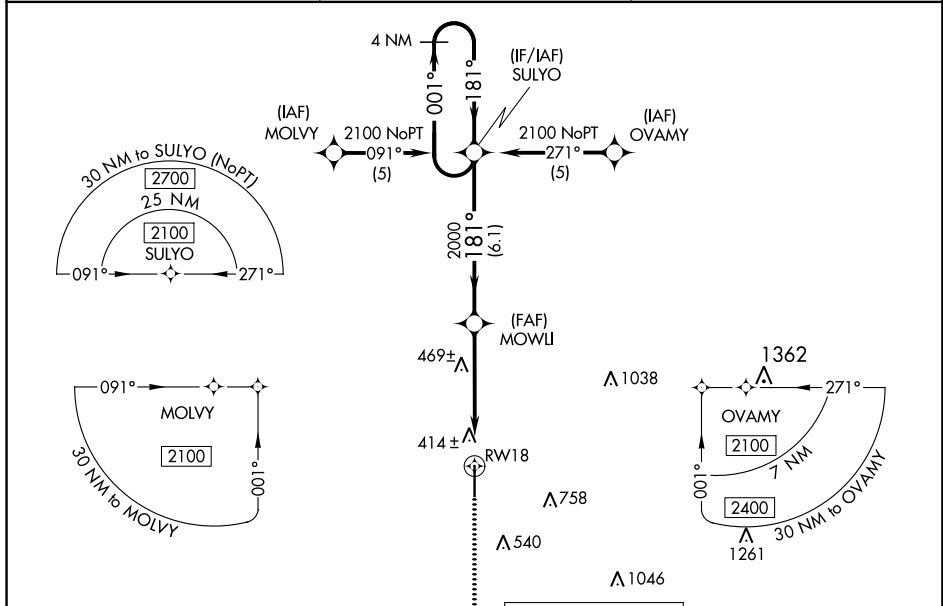 4 NM
001°
181°
(IF/IAF)
SULYO
(IAF)
MOLVY
2100 NoPT
091°
(5)
2100 NoPT
271°
(5)
(IAF)
OVAMY
30 NM to SULYO (NoPT)
2700
25 NM
2100
SULYO
091°
271°
2000
181°
(6.1)
(FAF)
MOWLI
469±
1038
1362
091°
MOLVY
2100
001°
30 NM to MOLVY
271°
OVAMY
2100
7 NM
001°
2400
30 NM to OVAMY
1261
414±
RW18
758
540
1046